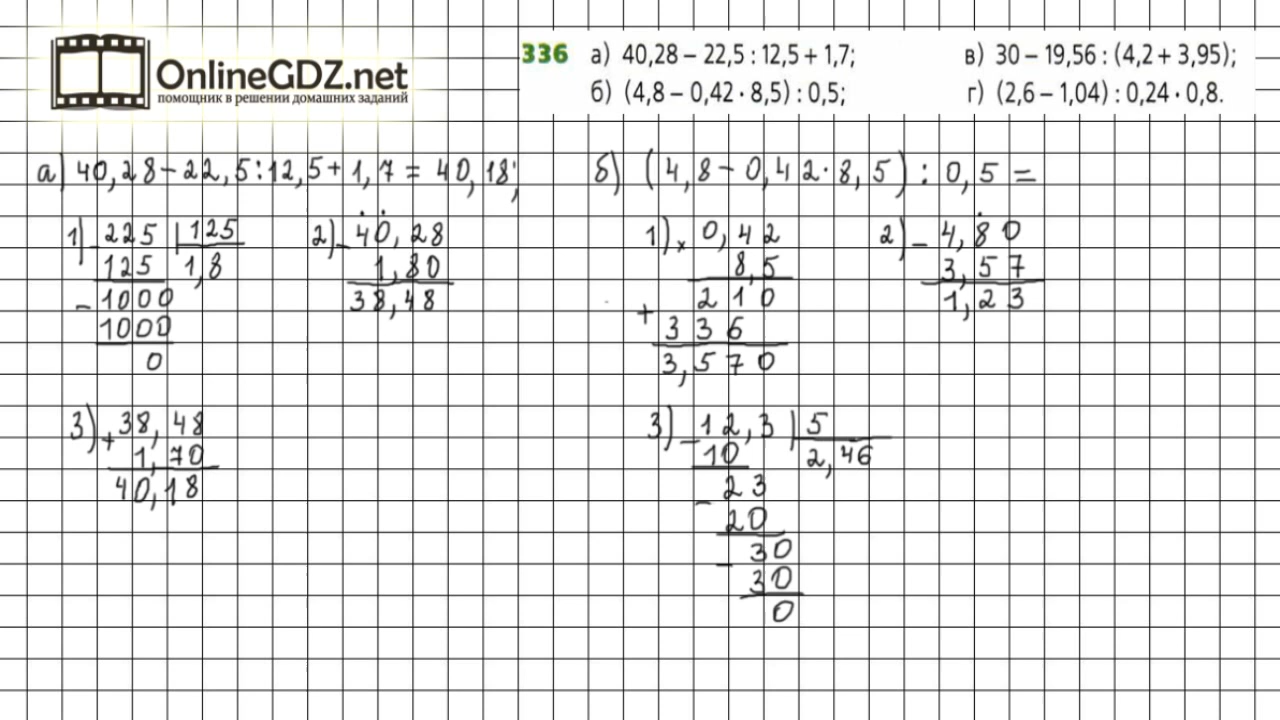 OnlineGDZ.net
помощник в решении домашних заданий
336 а) 40,28 – 22,5 : 12,5 + 1,7;
б) (4,8 – 0,42 · 8,5) : 0,5;
в) 30 – 19,56 : (4,2 + 3,95);
г) (2,6 – 1,04) : 0,24 · 0,8.
а) 40,28 – 22,5 : 12,5 + 1,7 = 40,18;
1) – 225 | 125
125 1,8
– 1000
1000
0
2) – 40,28
1,80
38,48
3) + 38,48
1,70
40,18
б) (4,8 – 0,42 · 8,5) : 0,5 =
1) × 0,42
8,5
210
+ 336
3,570
2) – 4,80
3,57
1,23
3) – 12,3 | 5
10 2,46
– 23
20
– 30
30
0